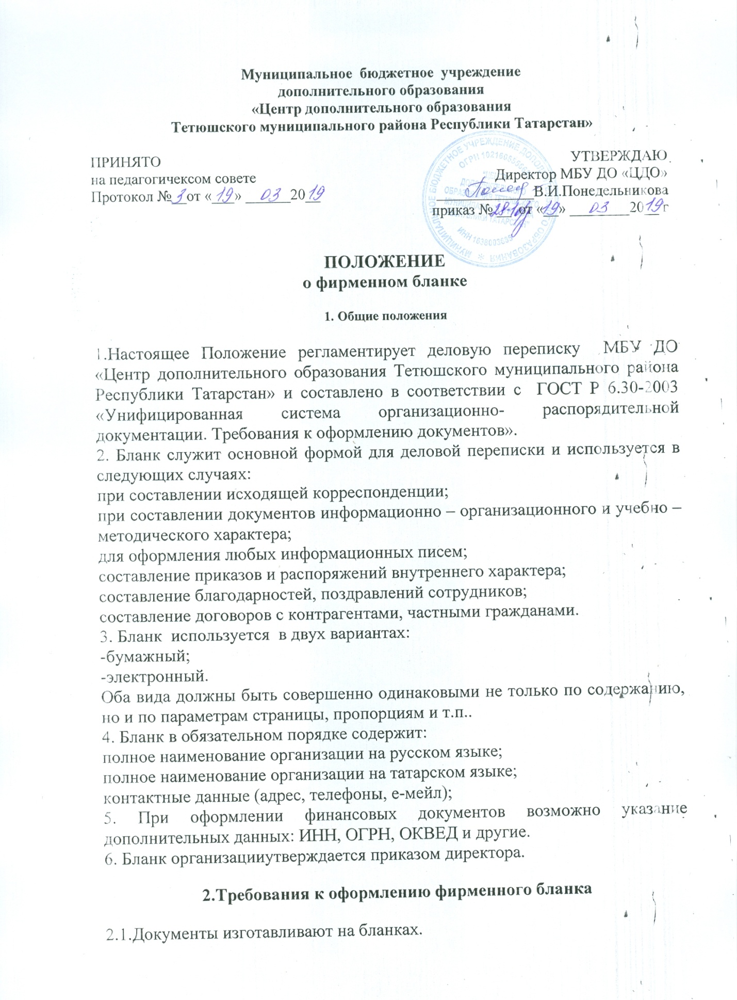 Муниципальное бюджетное учреждение
дополнительного образования
«Центр дополнительного образования
Тетюшского муниципального района Республики Татарстан»
ПРИНЯТО
на педагогичексом совете
Протокол № 3 от « 19 » 03 2019
УТВЕРЖДАЮ
Директор МБУ ДО «ЦДО»
В.И.Понедельникова
приказ № от «19» 03 2019 г
ПОЛОЖЕНИЕ
о фирменном бланке
1. Общие положения
1.Настоящее Положение регламентирует деловую переписку МБУ ДО
«Центр дополнительного образования Тетюшского муниципального района
Республики Татарстан» и составлено в соответствии с ГОСТ Р 6.30-2003
«Унифицированная система организационно- распорядительной
документации. Требования к оформлению документов».
2. Бланк служит основной формой для деловой переписки и используется в
следующих случаях:
при составлении исходящей корреспонденции;
при составлении документов информационно – организационного и учебно –
методического характера;
для оформления любых информационных писем;
составление приказов и распоряжений внутреннего характера;
составление благодарностей, поздравлений сотрудников;
составление договоров с контрагентами, частными гражданами.
3. Бланк используется в двух вариантах:
-бумажный;
-электронный.
Оба вида должны быть совершенно одинаковыми не только по содержанию,
но и по параметрам страницы, пропорциям и т.п..
4. Бланк в обязательном порядке содержит:
полное наименование организации на русском языке;
полное наименование организации на татарском языке;
контактные данные (адрес, телефоны, е-мейл);
5. При оформлении финансовых документов возможно указание
дополнительных данных: ИНН, ОГРН, ОКВЕД и другие.
6. Бланк организацииутверждается приказом директора.
2.Требования к оформлению фирменного бланка
2.1.Документы изготавливают на бланках.